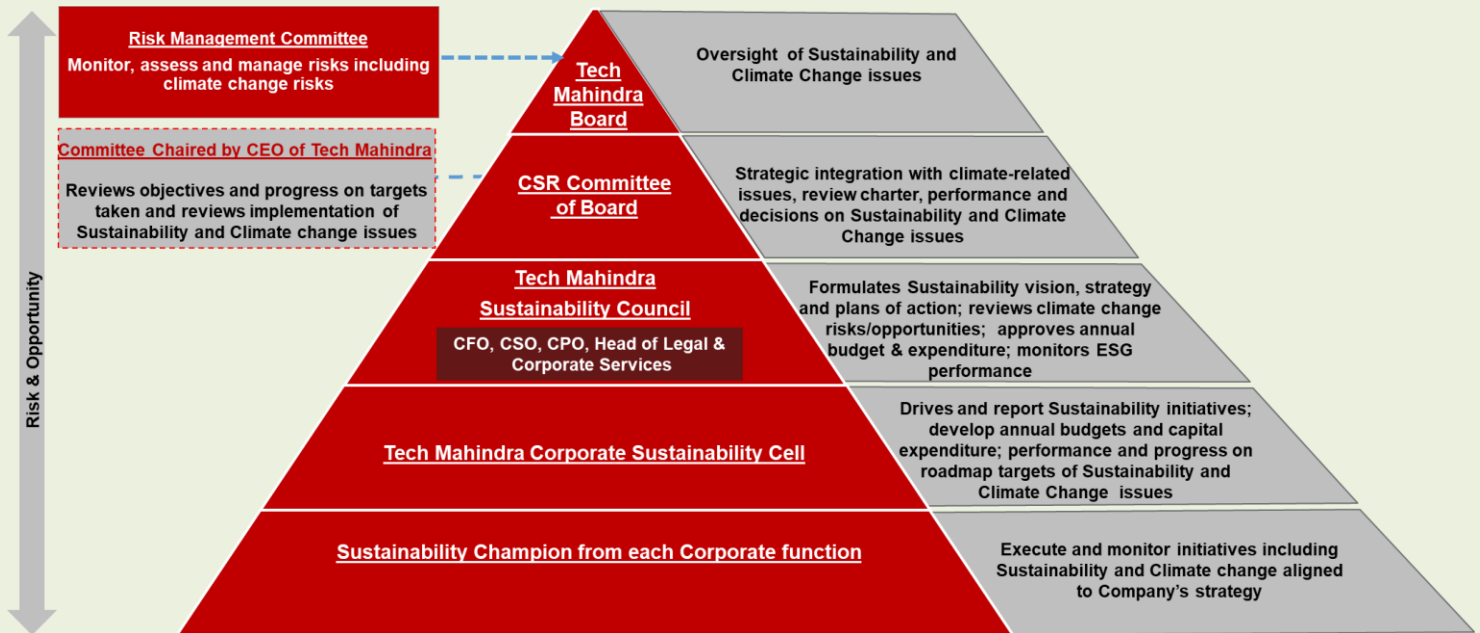 Risk & Opportunity
Risk Management Committee
Monitor, assess and manage risks including
climate change risks
Committee Chaired by CEO of Tech Mahindra
Reviews objectives and progress on targets
taken and reviews implementation of
Sustainability and Climate change issues
Tech
Mahindra
Board
Oversight of Sustainability and
Climate Change issues
CSR Committee
of Board
Strategic integration with climate-related
issues, review charter, performance and
decisions on Sustainability and Climate
Change issues
Tech Mahindra
Sustainability Council
CFO, CSO, CPO, Head of Legal &
Corporate Services
Formulates Sustainability vision, strategy
and plans of action; reviews climate change
risks/opportunities; approves annual
budget & expenditure; monitors ESG
performance
Tech Mahindra Corporate Sustainability Cell
Drives and report Sustainability initiatives;
develop annual budgets and capital
expenditure; performance and progress on
roadmap targets of Sustainability and
Climate Change issues
Sustainability Champion from each Corporate function
Execute and monitor initiatives including
Sustainability and Climate change aligned
to Company's strategy